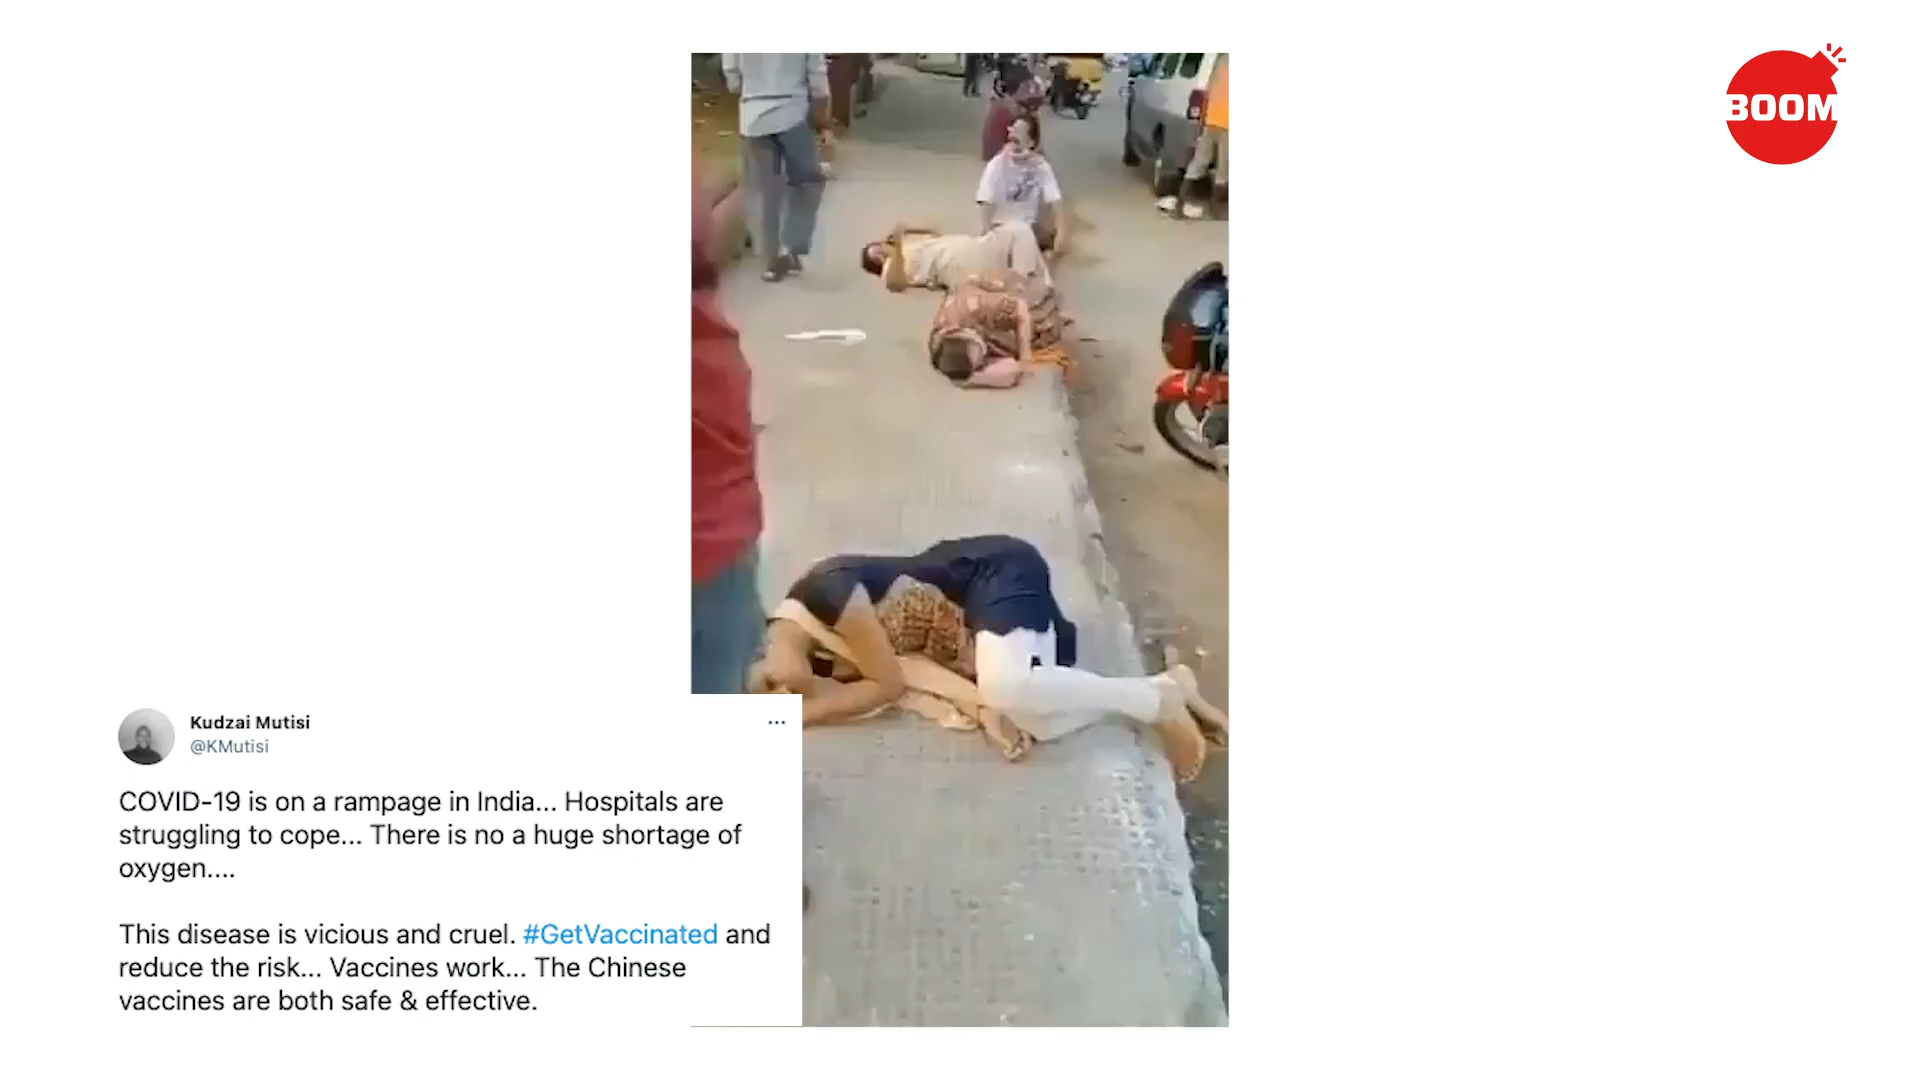 BOOM
Kudzai Mutisi
@KMutisi
COVID-19 is on a rampage in India... Hospitals are
struggling to cope... There is no a huge shortage of
oxygen....
This disease is vicious and cruel. #GetVaccinated and
reduce the risk... Vaccines work... The Chinese
vaccines are both safe & effective.